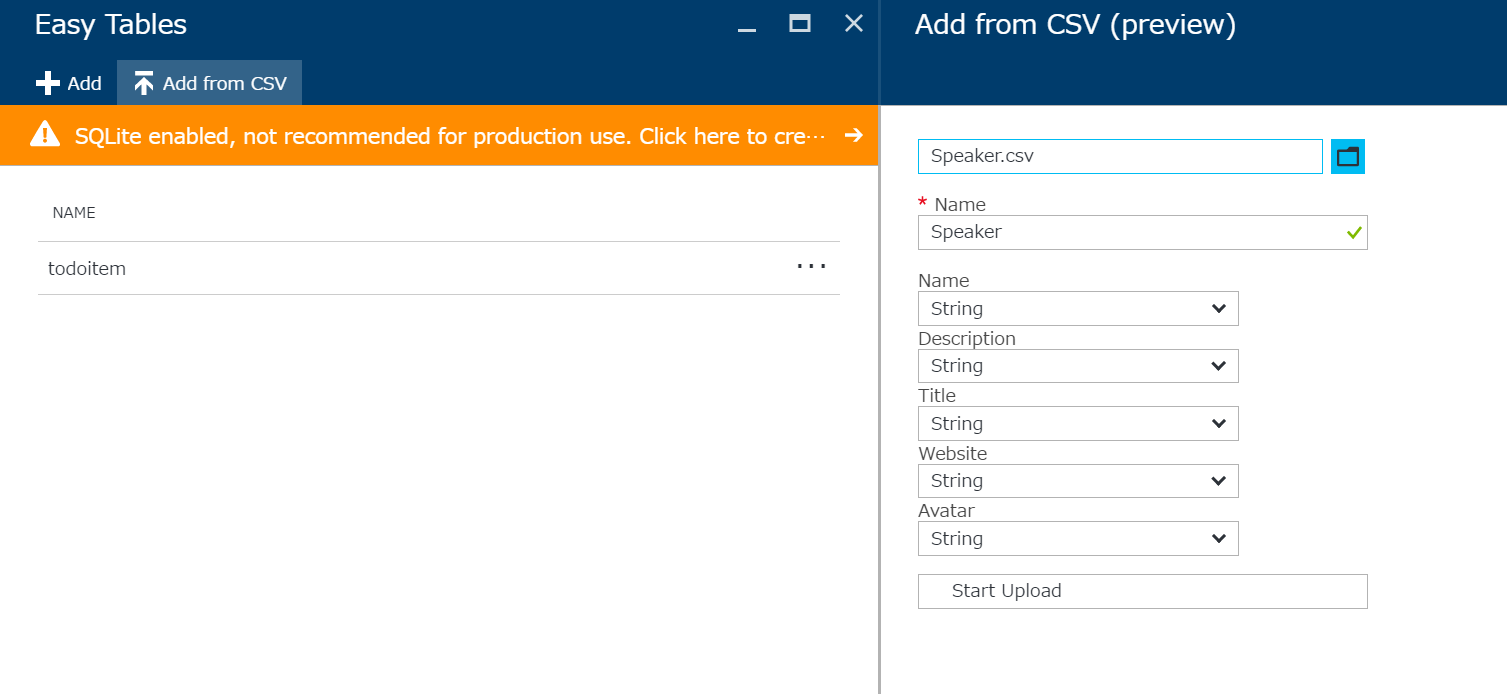 Easy Tables
Add
Add from CSV
SQLite enabled, not recommended for production use. Click here to cre···
NAME
todoitem
Add from CSV (preview)
Speaker.csv
* Name
Speaker
Name
String
Description
String
Title
String
Website
String
Avatar
String
Start Upload